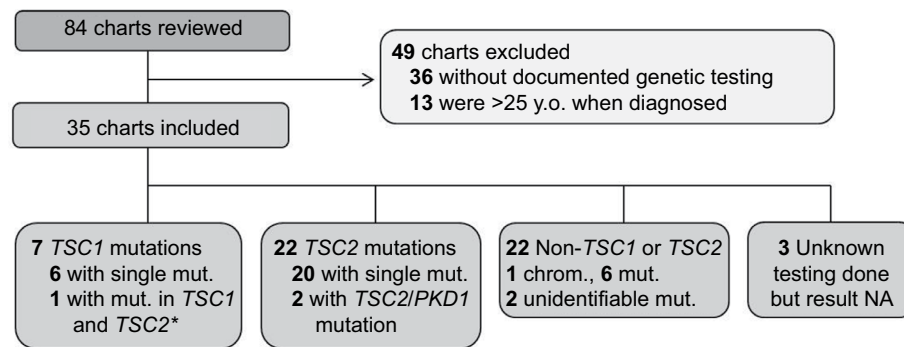 84 charts reviewed
49 charts excluded
36 without documented genetic testing
13 were >25 y.o. when diagnosed
35 charts included
7 TSC1 mutations
6 with single mut.
1 with mut. in TSC1
and TSC2*
22 TSC2 mutations
20 with single mut.
2 with TSC2/PKD1
mutation
22 Non-TSC1 or TSC2
1 chrom., 6 mut.
2 unidentifiable mut.
3 Unknown
testing done
but result NA